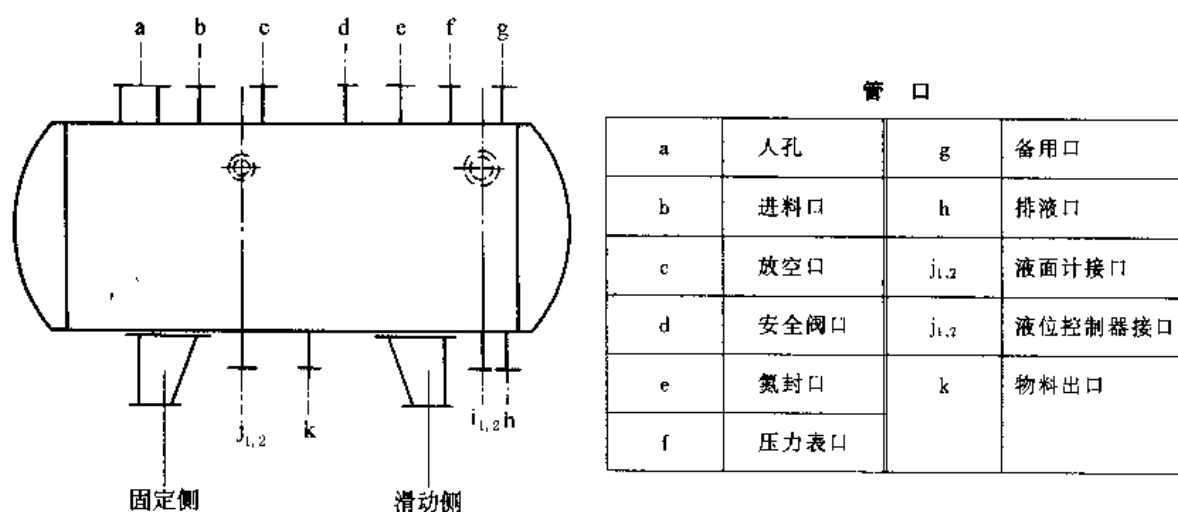 a b c d e f g
j₁,₂ k i₁,₂ h
固定侧 滑动侧
管 口
a 人孔 g 备用口
b 进料口 h 排液口
c 放空口 j₁,₂ 液面计接口
d 安全阀口 j₁,₂ 液位控制器接口
e 氮封口 k 物料出口
f 压力表口